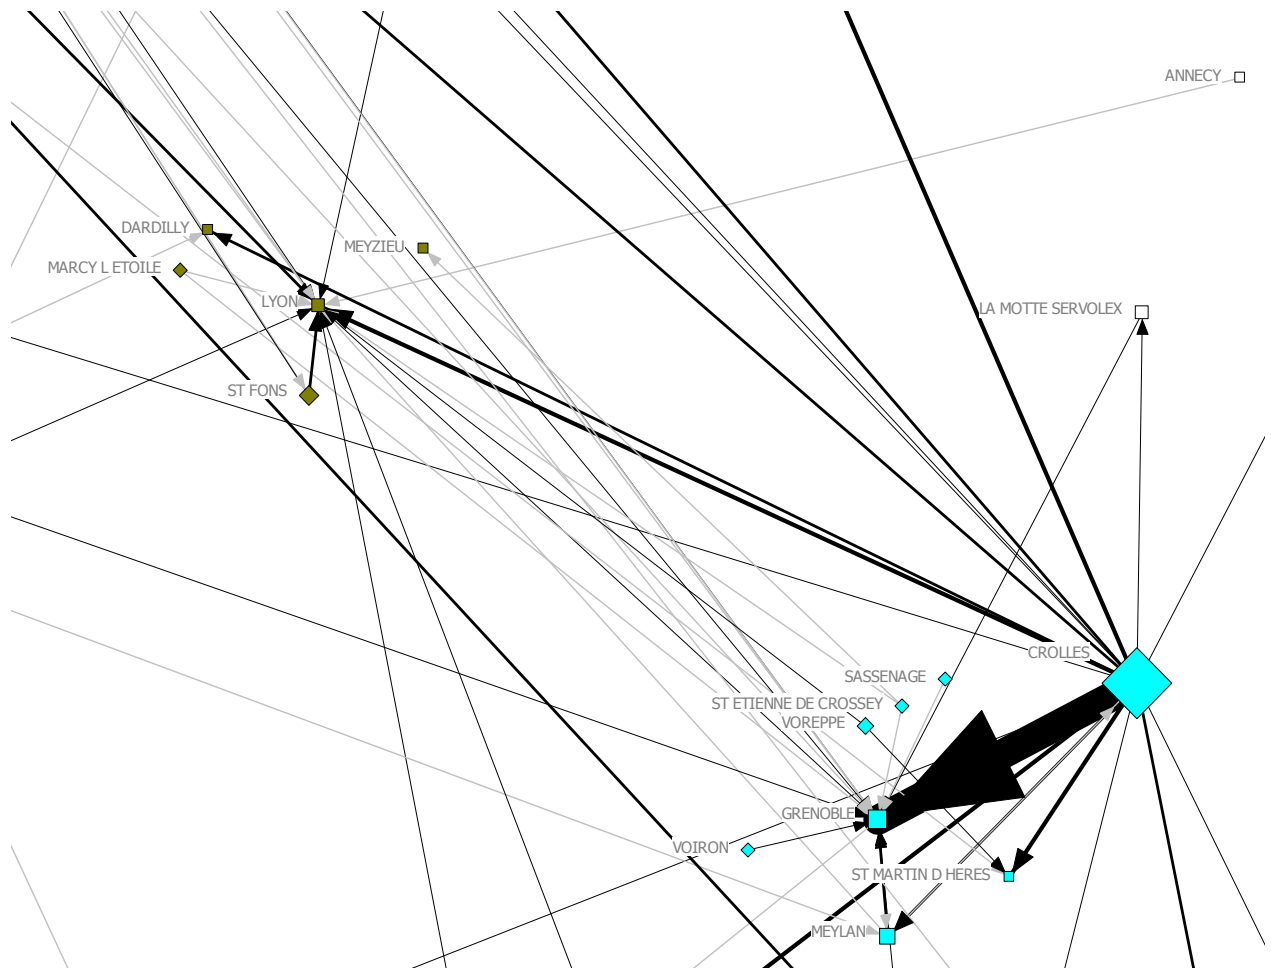 ANNECY
DARDILLY
MEYZIEU
MARCY L ETOILE
LYON
LA MOTTE SERVOLEX
ST FONS
CROLLES
SASSENAGE
ST ETIENNE DE CROSSEY
VOREPPE
GRENOBLE
VOIRON
ST MARTIN D HERES
MEYLAN